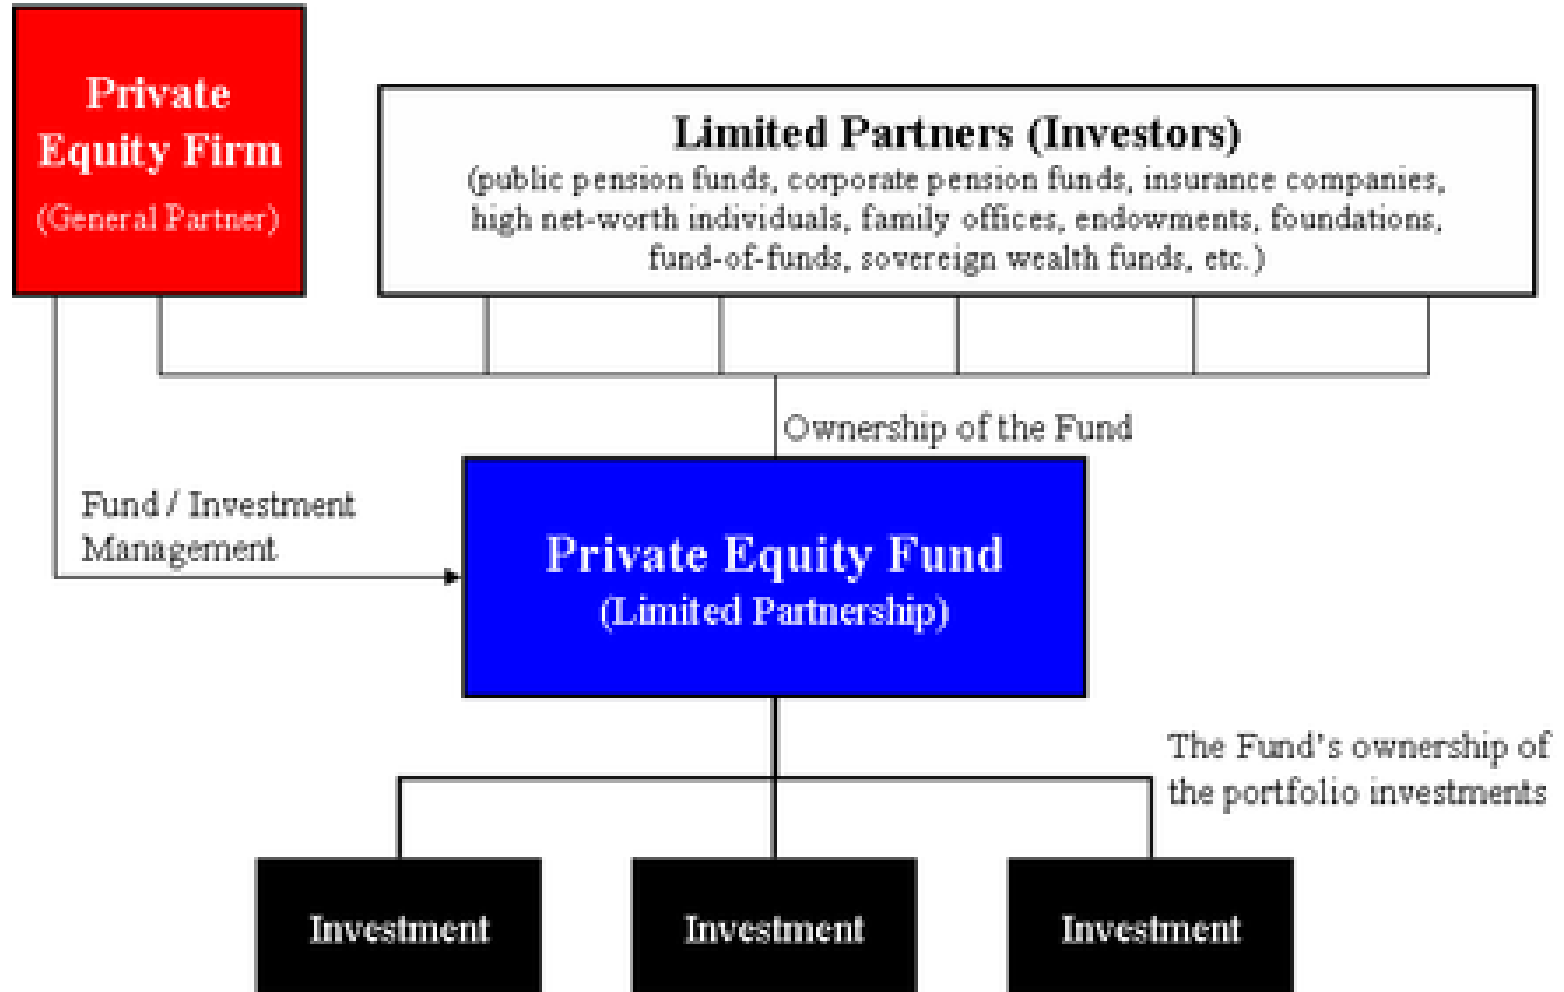 Private
Equity Firm
(General Partner)
Limited Partners (Investors)
(public pension funds, corporate pension funds, insurance companies,
high net-worth individuals, family offices, endowments, foundations,
fund-of-funds, sovereign wealth funds, etc.)
Ownership of the Fund
Fund / Investment
Management
Private Equity Fund
(Limited Partnership)
The Fund's ownership of
the portfolio investments
Investment
Investment
Investment